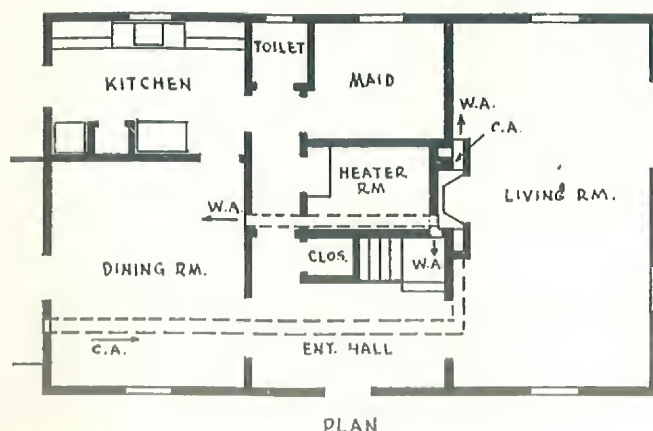 TOILET
KITCHEN
MAID
W.A.
C.A.
HEATER
RM
LIVING RM.
W.A.
CLOS.
W.A.
DINING RM.
C.A.
ENT. HALL
PLAN